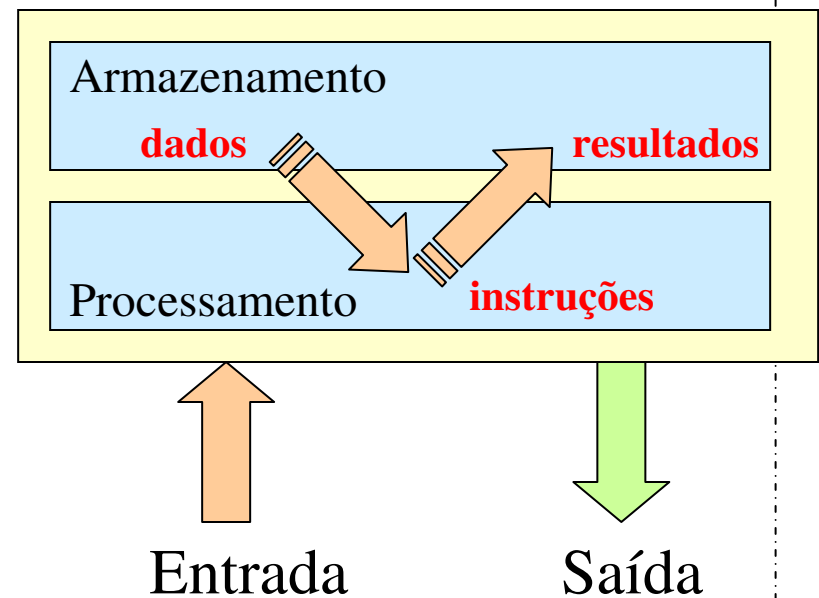 Armazenamento
dados resultados
Processamento instruções
Entrada Saída